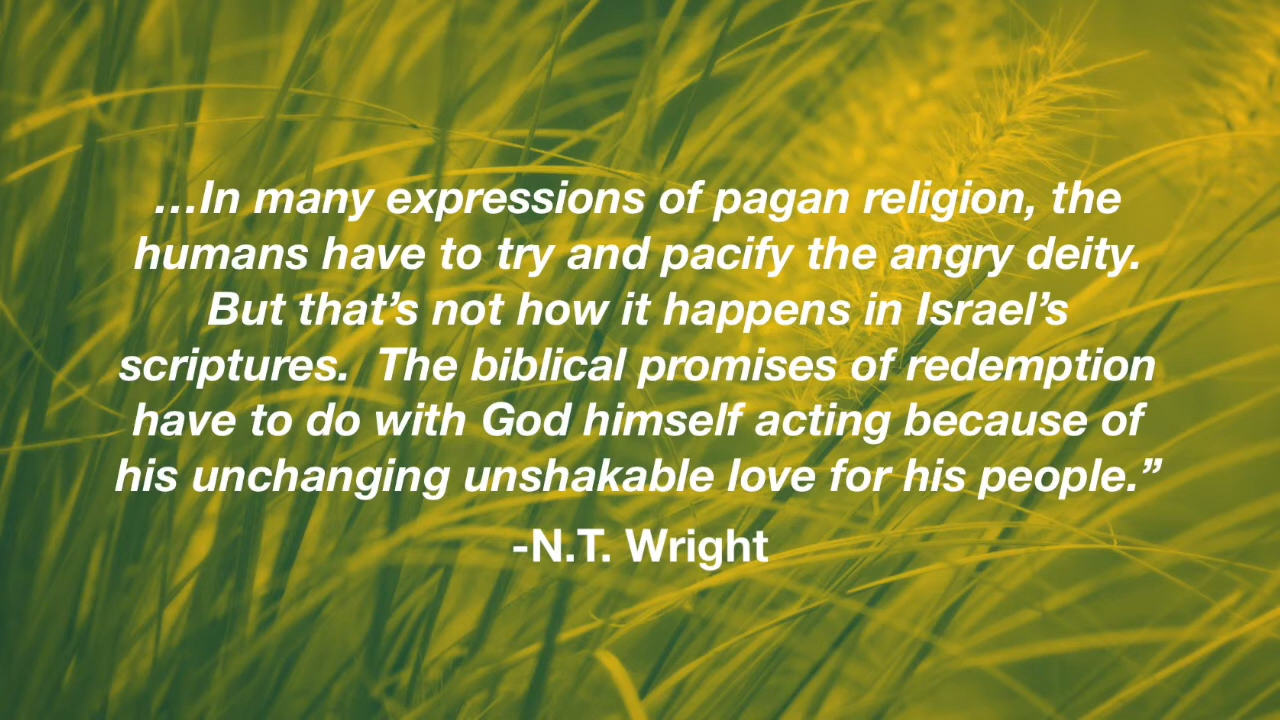 …In many expressions of pagan religion, the
humans have to try and pacify the angry deity.
But that’s not how it happens in Israel’s
scriptures.  The biblical promises of redemption
have to do with God himself acting because of
his unchanging unshakable love for his people.”
-N.T. Wright